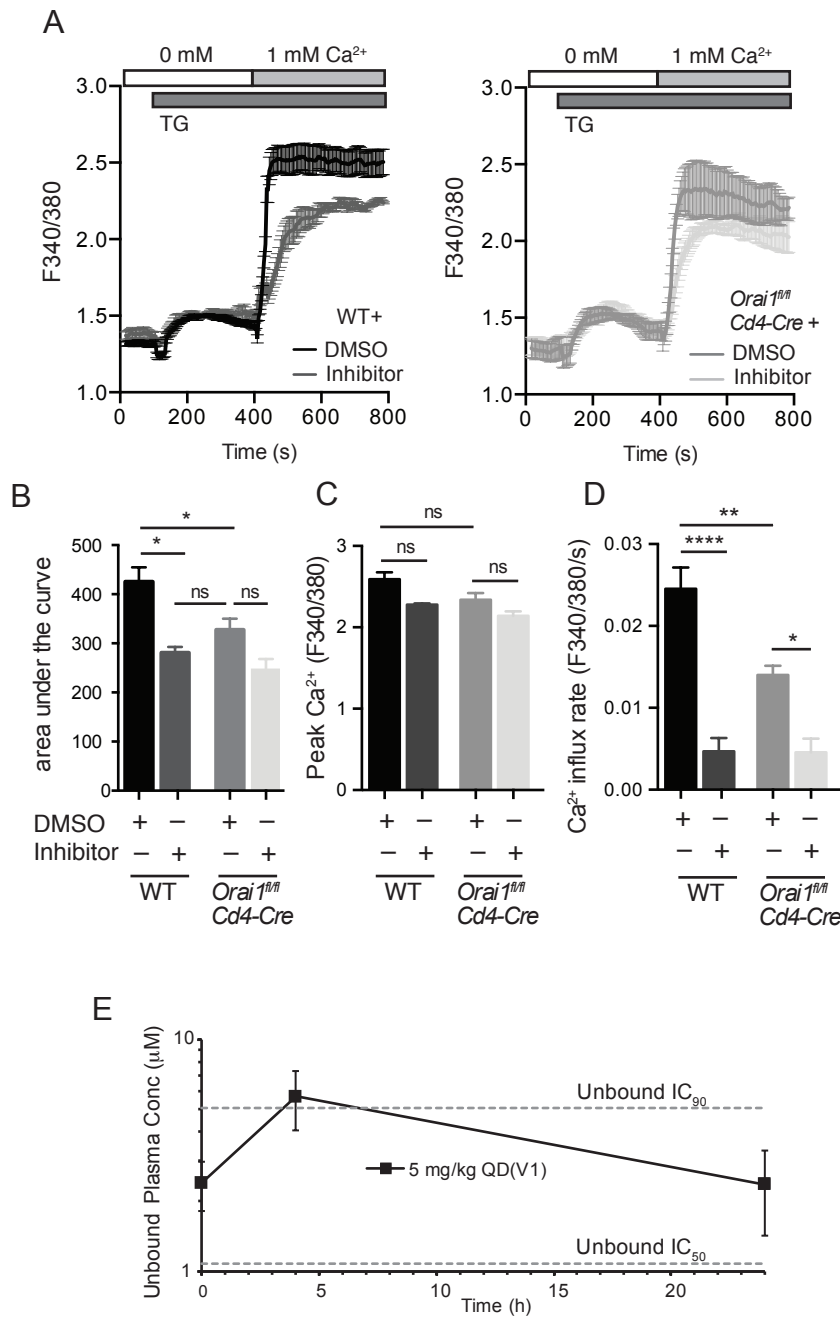 A
0 mM 1 mM Ca²⁺
TG
F340/380
3.0
2.5
2.0
1.5
1.0
WT+
DMSO
Inhibitor
0 200 400 600 800
Time (s)
0 mM 1 mM Ca²⁺
TG
F340/380
3.0
2.5
2.0
1.5
1.0
Orai1fl/fl
Cd4-Cre +
DMSO
Inhibitor
0 200 400 600 800
Time (s)
B
area under the curve
500
400
300
200
100
0
*
*
ns ns
DMSO + – + –
Inhibitor – + – +
WT Orai1fl/fl
Cd4-Cre
C
Peak Ca²⁺ (F340/380)
3
2
1
0
ns
ns ns
+ – + –
– + – +
WT Orai1fl/fl
Cd4-Cre
D
Ca²⁺ influx rate (F340/380/s)
0.03
0.02
0.01
0.00
**
****
*
+ – + –
– + – +
WT Orai1fl/fl
Cd4-Cre
E
Unbound Plasma Conc (µM)
10
1
Unbound IC₉₀
5 mg/kg QD(V1)
Unbound IC₅₀
0 5 10 15 20
Time (h)